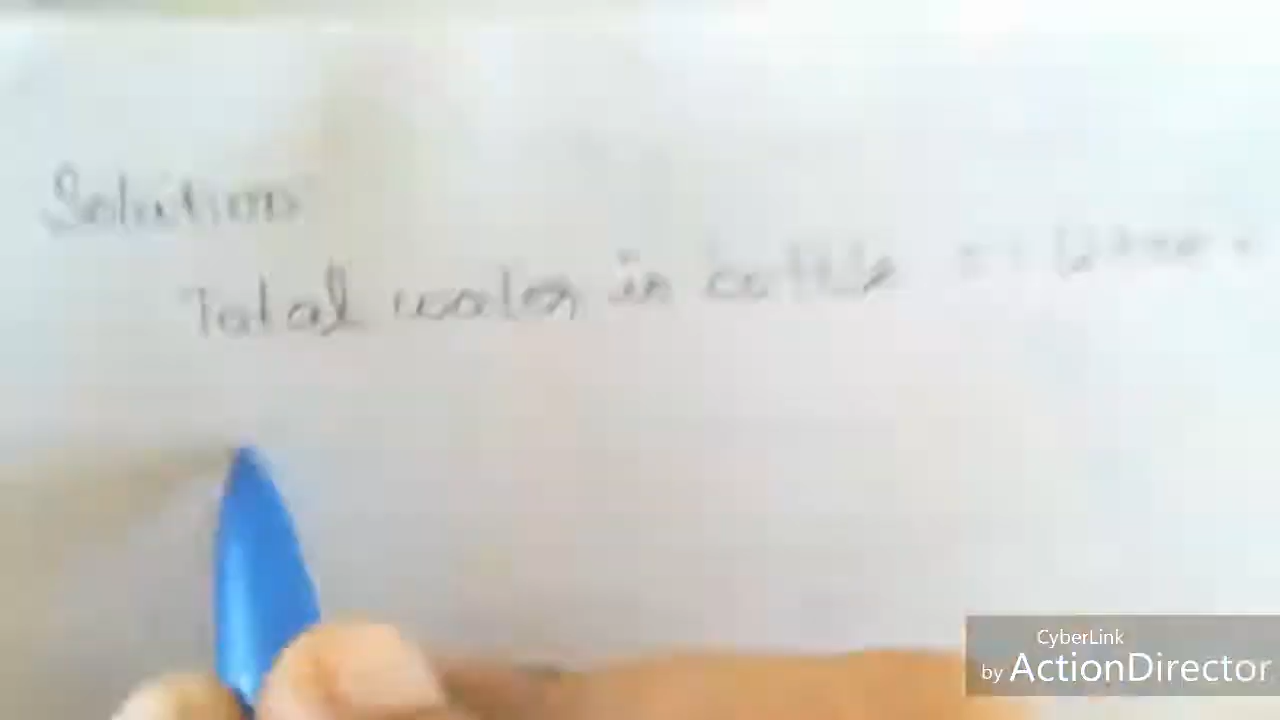 Solution
Total water in bottle
CyberLink
by ActionDirector